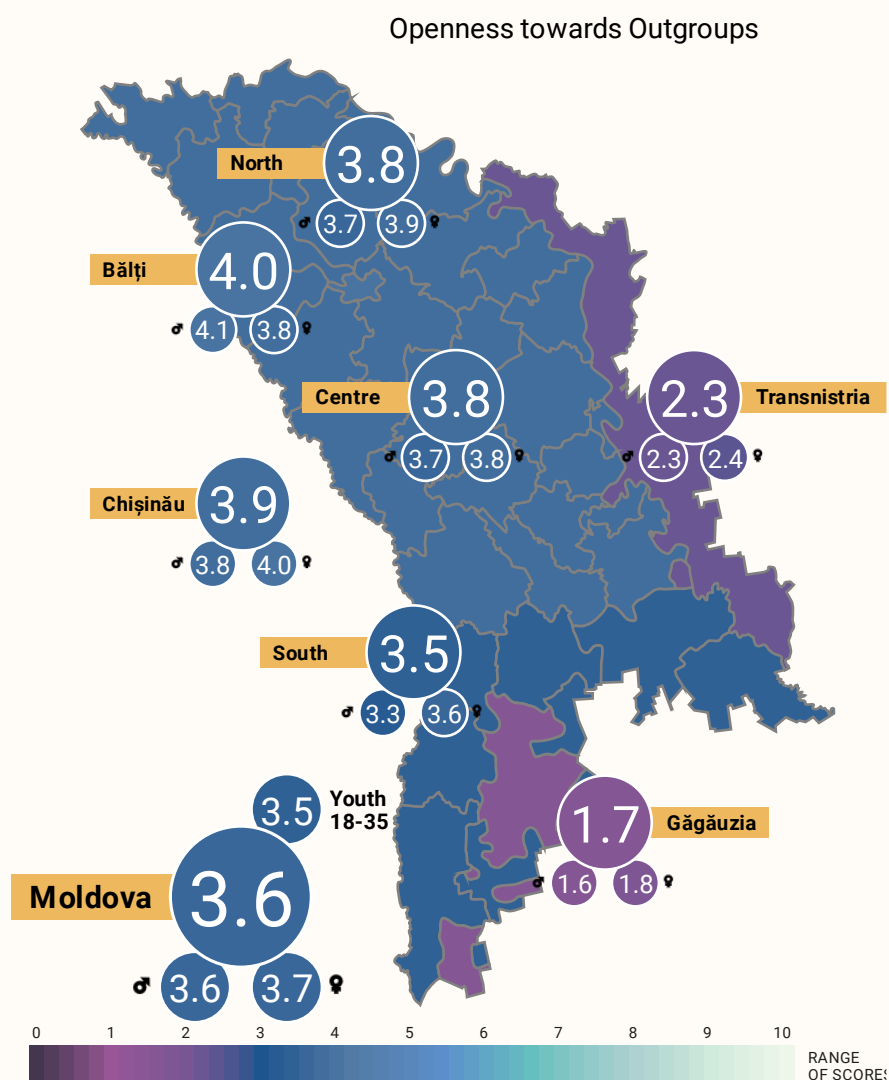 Openness towards Outgroups
North
3.8
♂ 3.7 3.9 ♀
Bălți
4.0
♂ 4.1 3.8 ♀
Centre
3.8
♂ 3.7 3.8 ♀
2.3
Transnistria
♂ 2.3 2.4 ♀
Chișinău
3.9
♂ 3.8 4.0 ♀
South
3.5
♂ 3.3 3.6 ♀
3.5
Youth
18-35
1.7
Găgăuzia
♂ 1.6 1.8 ♀
Moldova
3.6
♂ 3.6 3.7 ♀
0 1 2 3 4 5 6 7 8 9 10
RANGE
OF SCORES